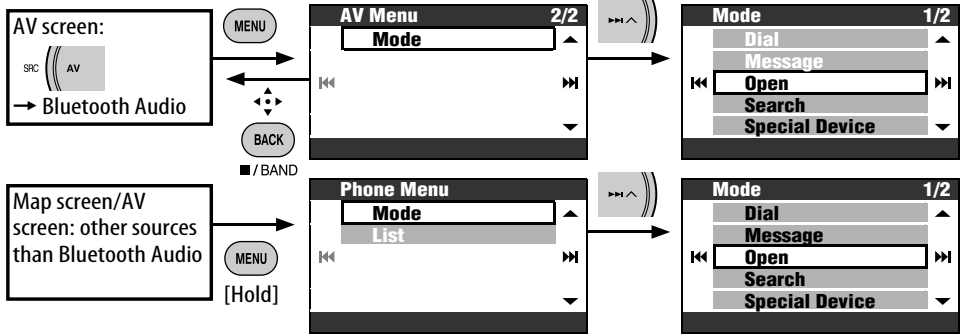 AV screen:
SRC AV
→ Bluetooth Audio
MENU
BACK
■/BAND
AV Menu 2/2
Mode
Mode 1/2
Dial
Message
Open
Search
Special Device
Map screen/AV
screen: other sources
than Bluetooth Audio
MENU
[Hold]
Phone Menu
Mode
List
Mode 1/2
Dial
Message
Open
Search
Special Device